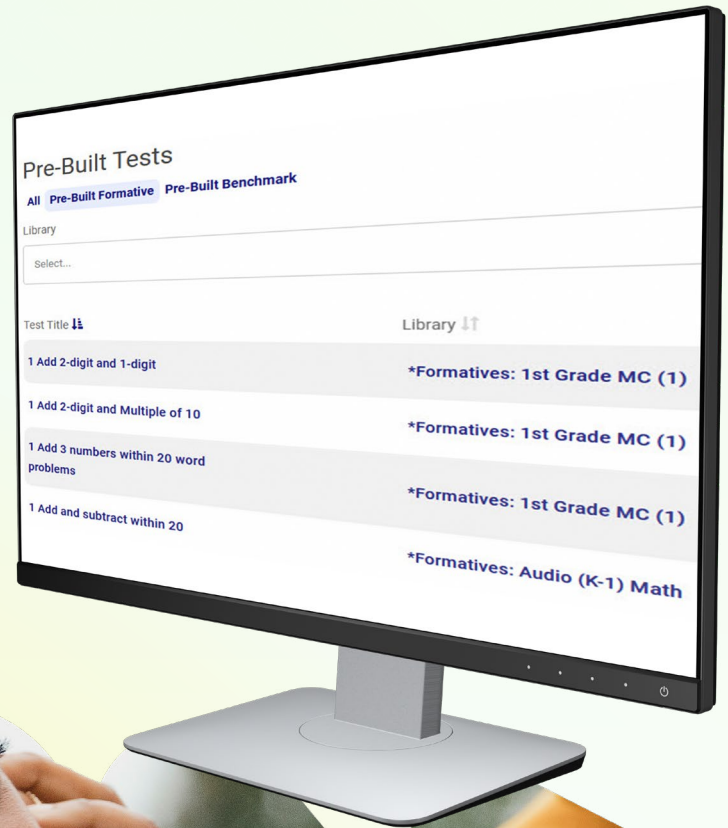 Pre-Built Tests
All Pre-Built Formative Pre-Built Benchmark
Library
Select...
Test Title Library
1 Add 2-digit and 1-digit *Formatives: 1st Grade MC (1)
1 Add 2-digit and Multiple of 10 *Formatives: 1st Grade MC (1)
1 Add 3 numbers within 20 word
problems *Formatives: 1st Grade MC (1)
1 Add and subtract within 20 *Formatives: Audio (K-1) Math